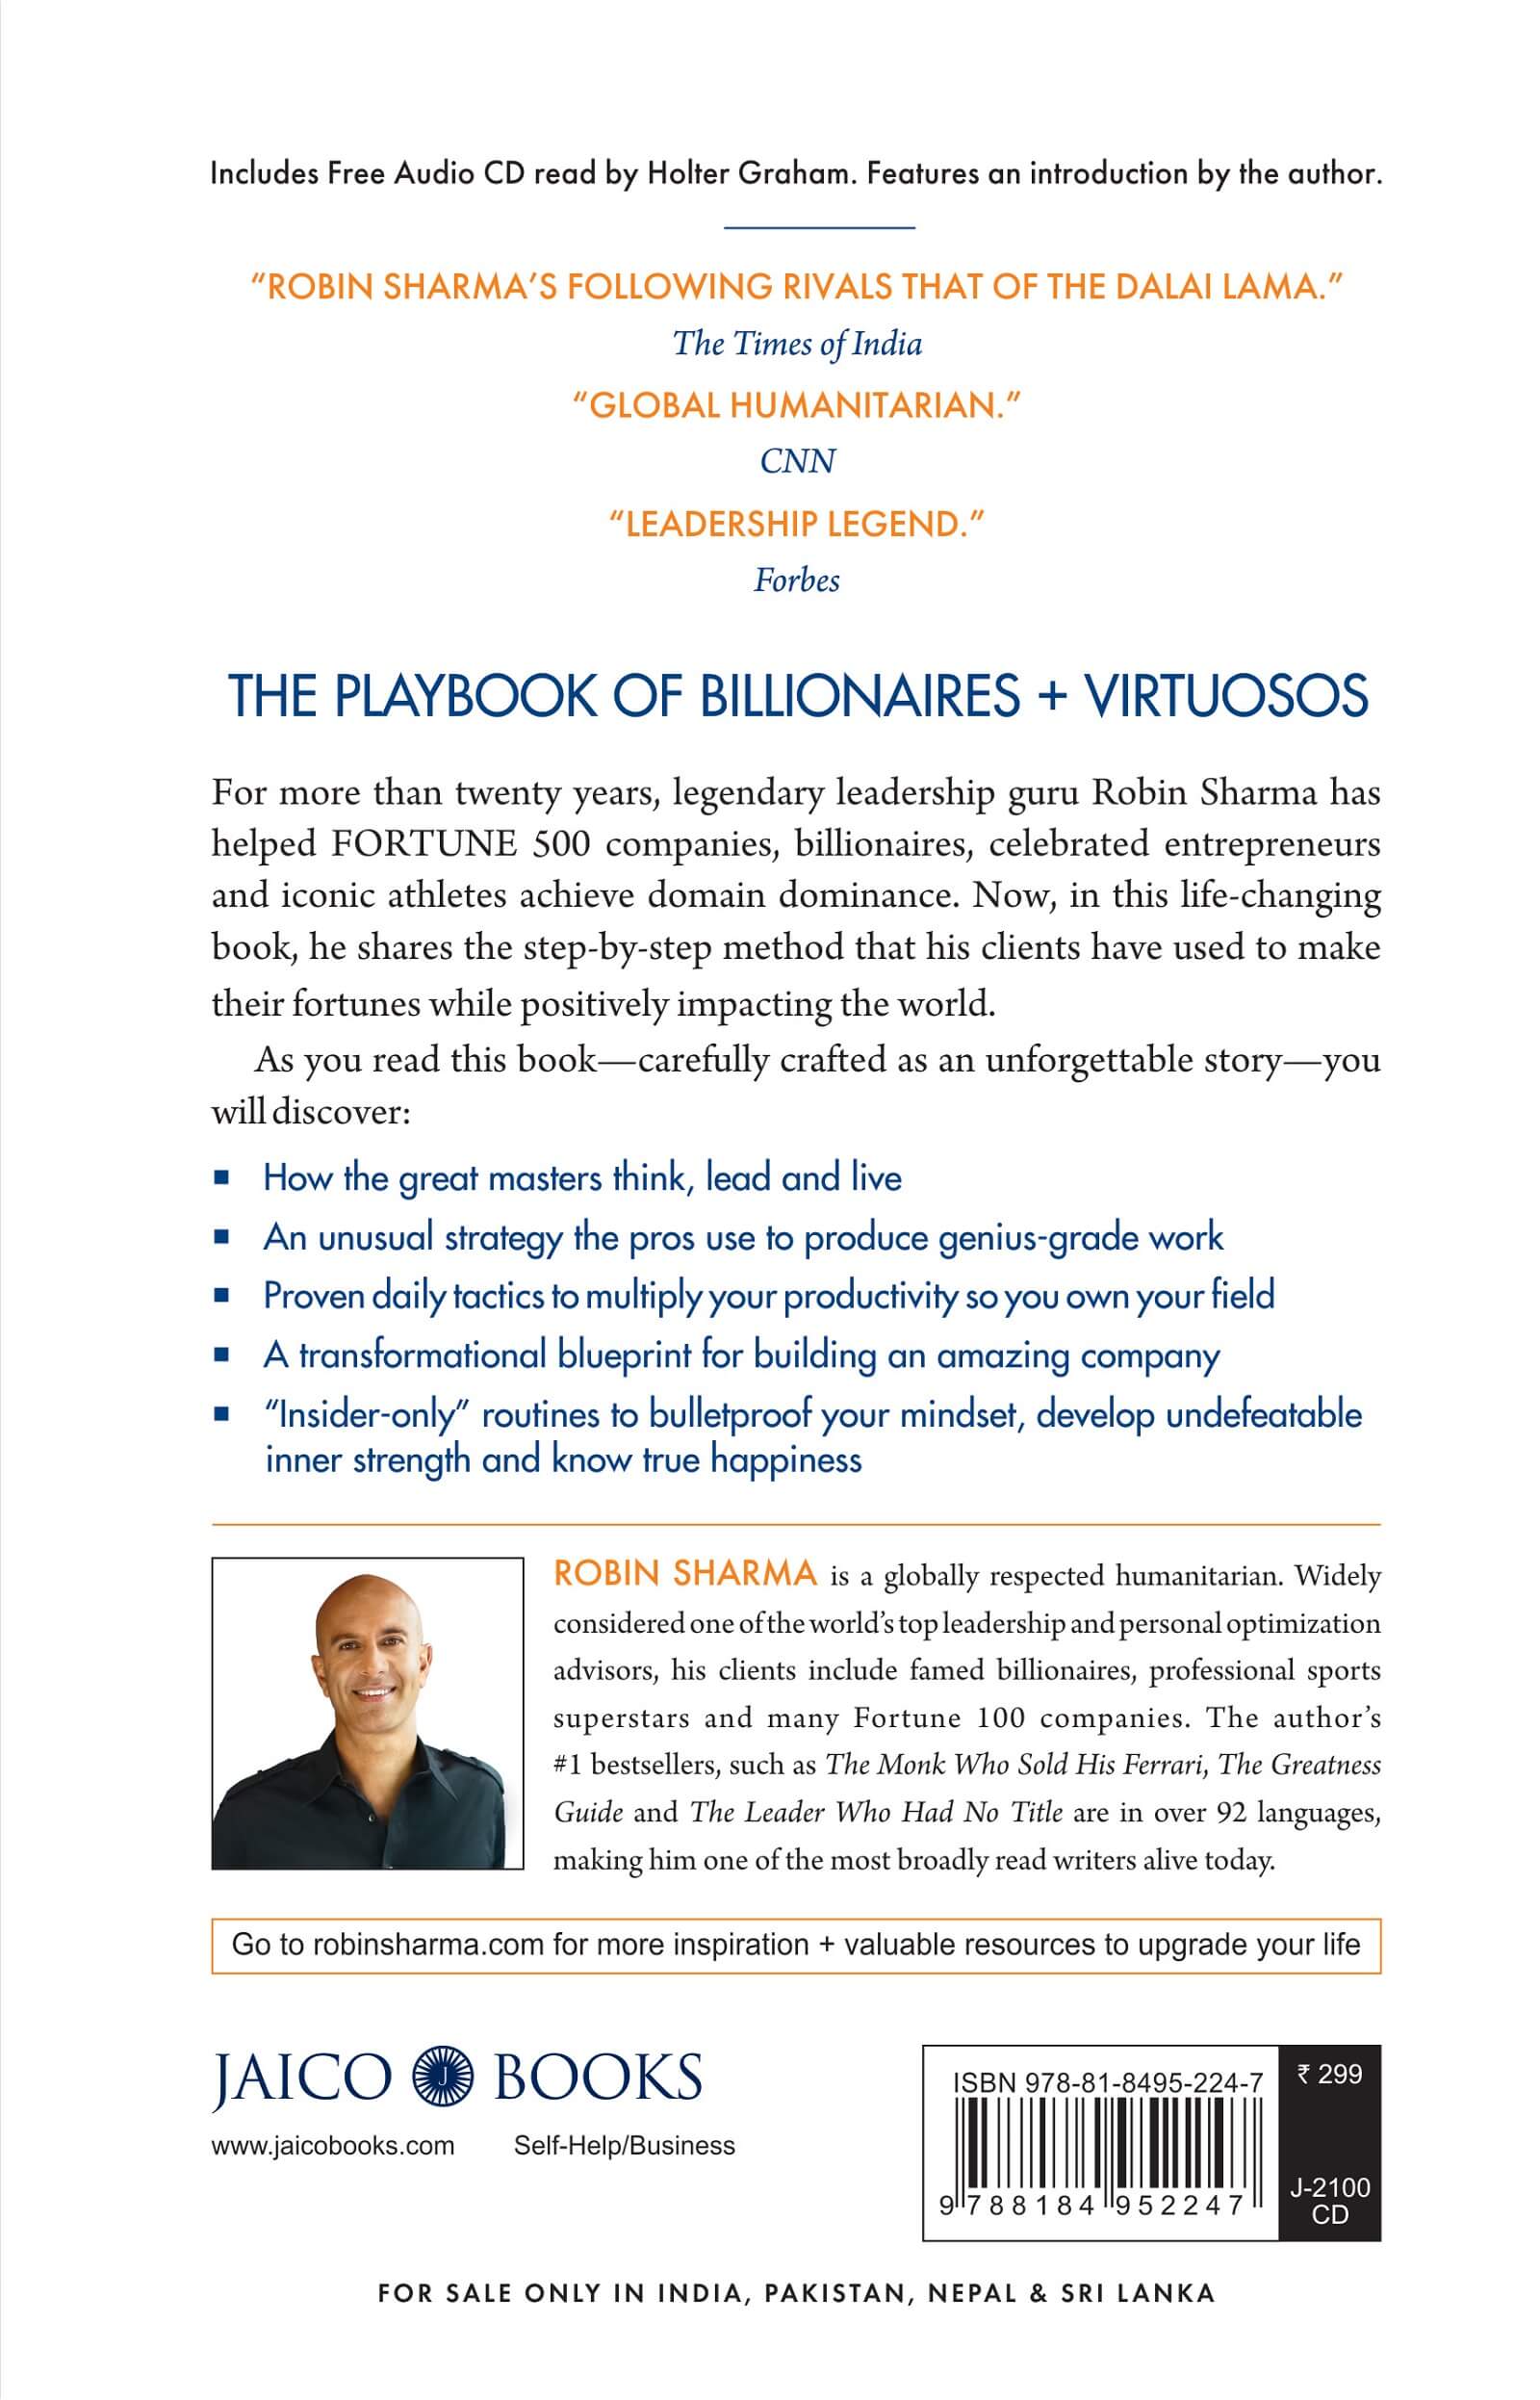 Includes Free Audio CD read by Holter Graham. Features an introduction by the author.
“ROBIN SHARMA’S FOLLOWING RIVALS THAT OF THE DALAI LAMA.”
The Times of India
“GLOBAL HUMANITARIAN.”
CNN
“LEADERSHIP LEGEND.”
Forbes
THE PLAYBOOK OF BILLIONAIRES + VIRTUOSOS
For more than twenty years, legendary leadership guru Robin Sharma has
helped FORTUNE 500 companies, billionaires, celebrated entrepreneurs
and iconic athletes achieve domain dominance. Now, in this life-changing
book, he shares the step-by-step method that his clients have used to make
their fortunes while positively impacting the world.
As you read this book—carefully crafted as an unforgettable story—you
will discover:
▪ How the great masters think, lead and live
▪ An unusual strategy the pros use to produce genius-grade work
▪ Proven daily tactics to multiply your productivity so you own your field
▪ A transformational blueprint for building an amazing company
▪ “Insider-only” routines to bulletproof your mindset, develop undefeatable
inner strength and know true happiness
ROBIN SHARMA is a globally respected humanitarian. Widely
considered one of the world’s top leadership and personal optimization
advisors, his clients include famed billionaires, professional sports
superstars and many Fortune 100 companies. The author’s
#1 bestsellers, such as The Monk Who Sold His Ferrari, The Greatness
Guide and The Leader Who Had No Title are in over 92 languages,
making him one of the most broadly read writers alive today.
Go to robinsharma.com for more inspiration + valuable resources to upgrade your life
JAICO J BOOKS
www.jaicobooks.com Self-Help/Business
ISBN 978-81-8495-224-7
9 788184 952247
₹ 299
J-2100
CD
FOR SALE ONLY IN INDIA, PAKISTAN, NEPAL & SRI LANKA